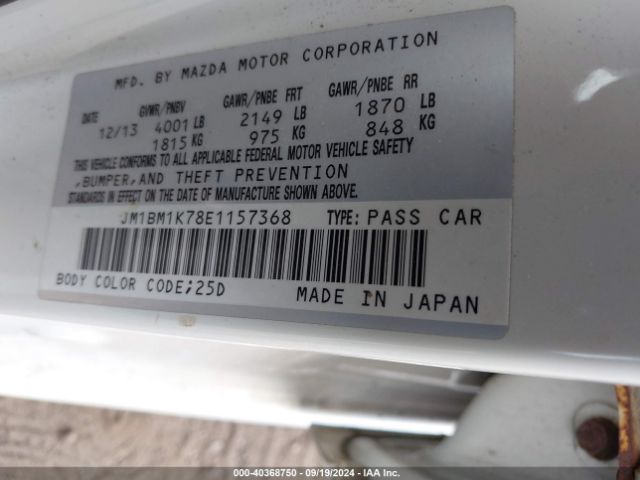 MFD. BY MAZDA MOTOR CORPORATION
DATE GVWR/PNBV GAWR/PNBE FRT GAWR/PNBE RR
12/13 4001 LB 2149 LB 1870 LB
1815 KG 975 KG 848 KG
THIS VEHICLE CONFORMS TO ALL APPLICABLE FEDERAL MOTOR VEHICLE SAFETY
,BUMPER,AND THEFT PREVENTION
STANDARDS IN EFFECT ON THE DATE OF MANUFACTURE SHOWN ABOVE.
JM1BM1K78E1157368 TYPE: PASS CAR
BODY COLOR CODE;25D MADE IN JAPAN
000-40368750 - 09/19/2024 - IAA Inc.